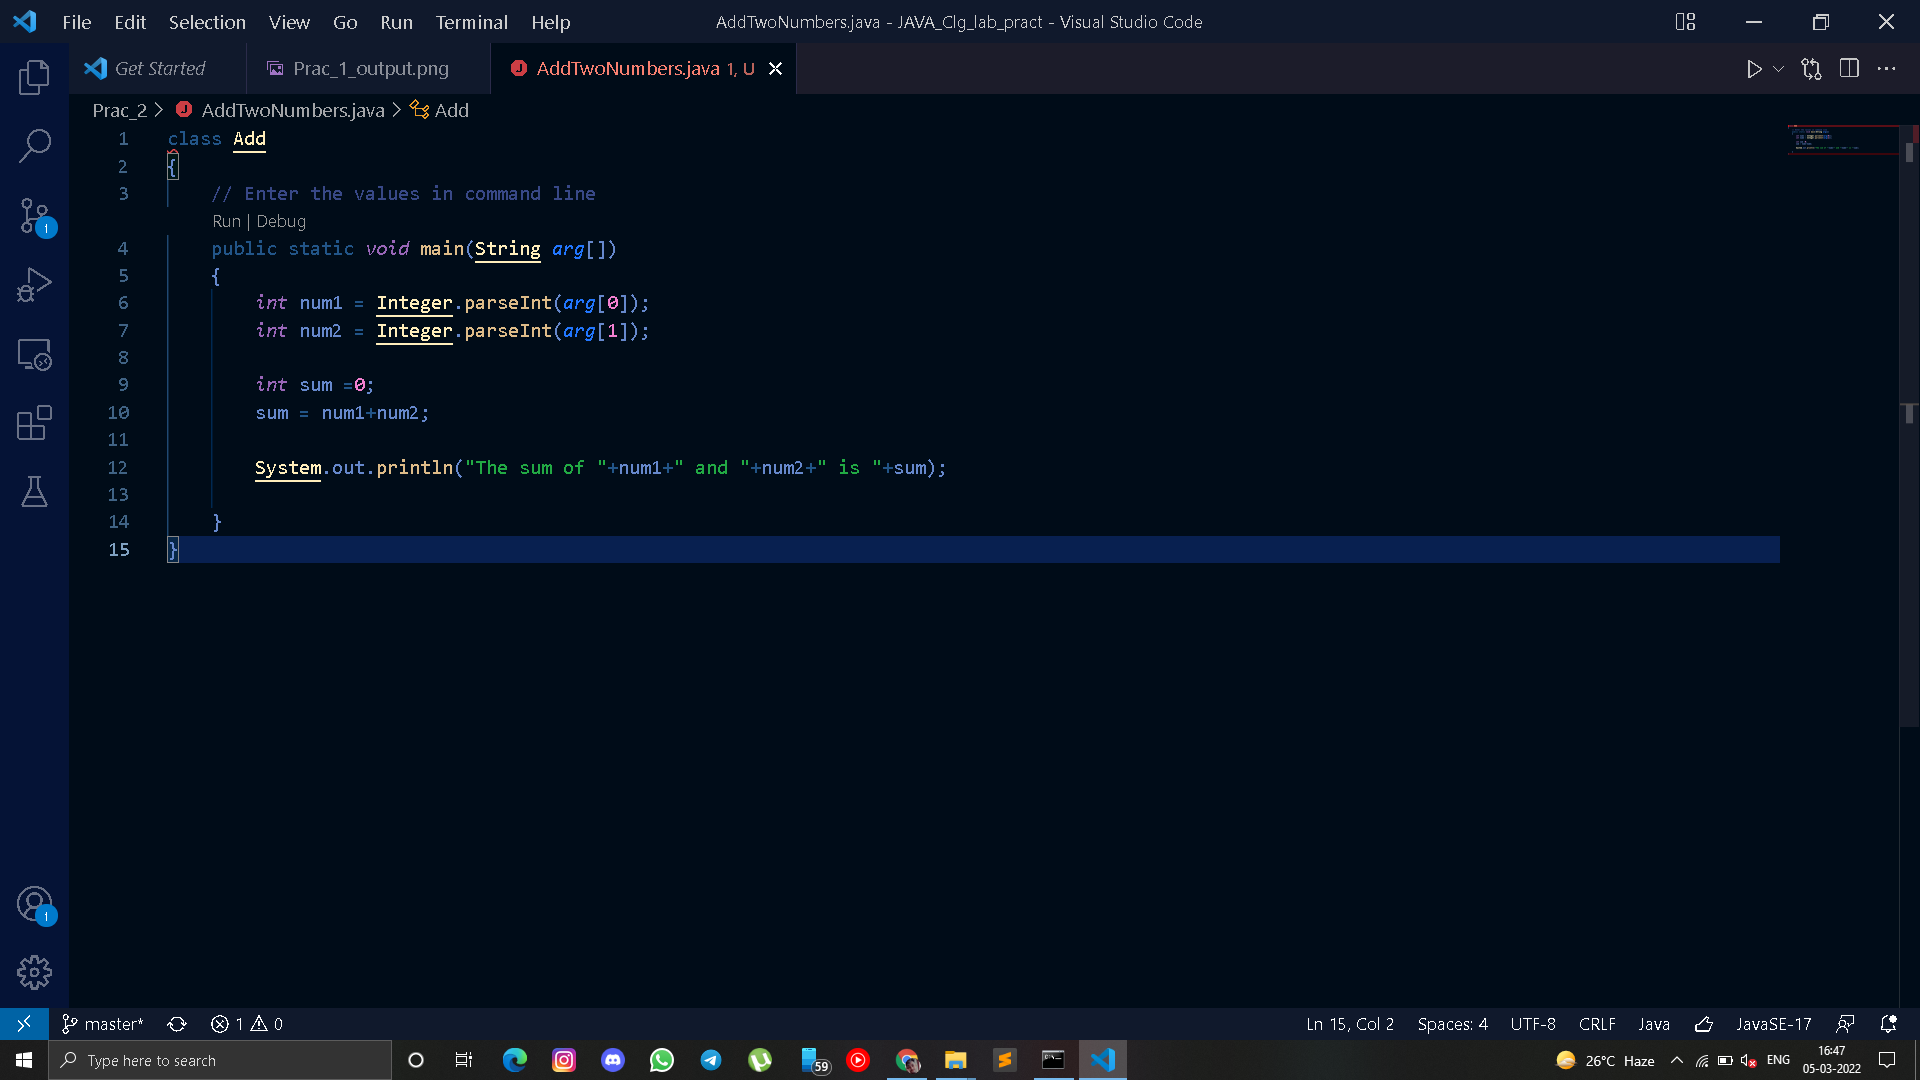 File Edit Selection View Go Run Terminal Help AddTwoNumbers.java - JAVA_Clg_lab_pract - Visual Studio Code
Get Started Prac_1_output.png AddTwoNumbers.java 1, U
Prac_2 > AddTwoNumbers.java > Add
1 class Add
2 {
3 // Enter the values in command line
Run | Debug
4 public static void main(String arg[])
5 {
6 int num1 = Integer.parseInt(arg[0]);
7 int num2 = Integer.parseInt(arg[1]);
8
9 int sum =0;
10 sum = num1+num2;
11
12 System.out.println("The sum of "+num1+" and "+num2+" is "+sum);
13
14 }
15 }
1
1
master* 1 0 Ln 15, Col 2 Spaces: 4 UTF-8 CRLF Java JavaSE-17
Type here to search 59 26°C Haze ENG 16:47
05-03-2022